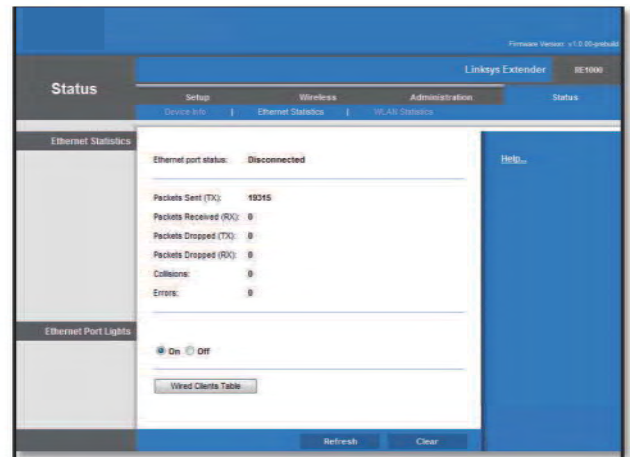 Firmware Version: v1.0.00-prebuild
Linksys Extender RE1000
Status
Setup Wireless Administration Status
Device Info | Ethernet Statistics | WLAN Statistics
Ethernet Statistics
Ethernet port status: Disconnected
Help...
Packets Sent (TX): 19315
Packets Received (RX): 0
Packets Dropped (TX): 0
Packets Dropped (RX): 0
Collisions: 0
Errors: 0
Ethernet Port Lights
On Off
Wired Clients Table
Refresh Clear